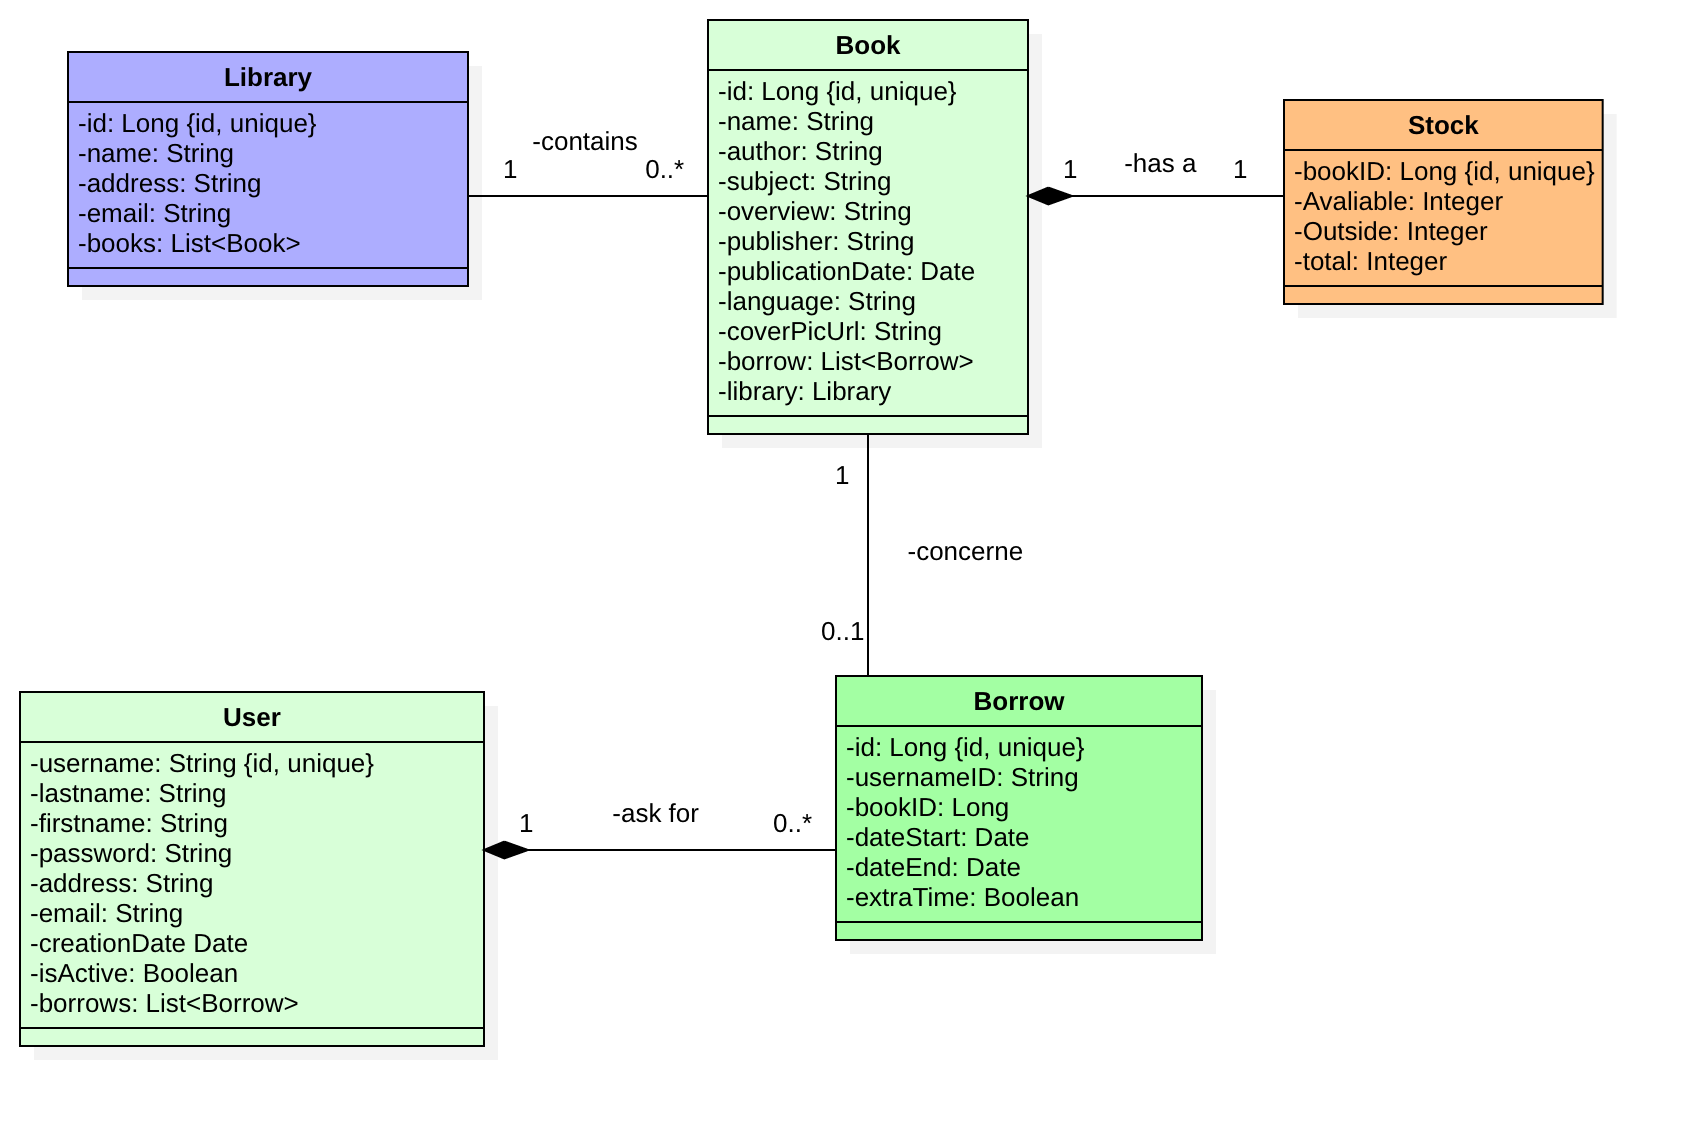 Library
-id: Long {id, unique}
-name: String
-address: String
-email: String
-books: List<Book>
-contains
1
0..*
Book
-id: Long {id, unique}
-name: String
-author: String
-subject: String
-overview: String
-publisher: String
-publicationDate: Date
-language: String
-coverPicUrl: String
-borrow: List<Borrow>
-library: Library
1
-has a
1
Stock
-bookID: Long {id, unique}
-Avaliable: Integer
-Outside: Integer
-total: Integer
1
-concerne
0..1
User
-username: String {id, unique}
-lastname: String
-firstname: String
-password: String
-address: String
-email: String
-creationDate Date
-isActive: Boolean
-borrows: List<Borrow>
1
-ask for
0..*
Borrow
-id: Long {id, unique}
-usernameID: String
-bookID: Long
-dateStart: Date
-dateEnd: Date
-extraTime: Boolean